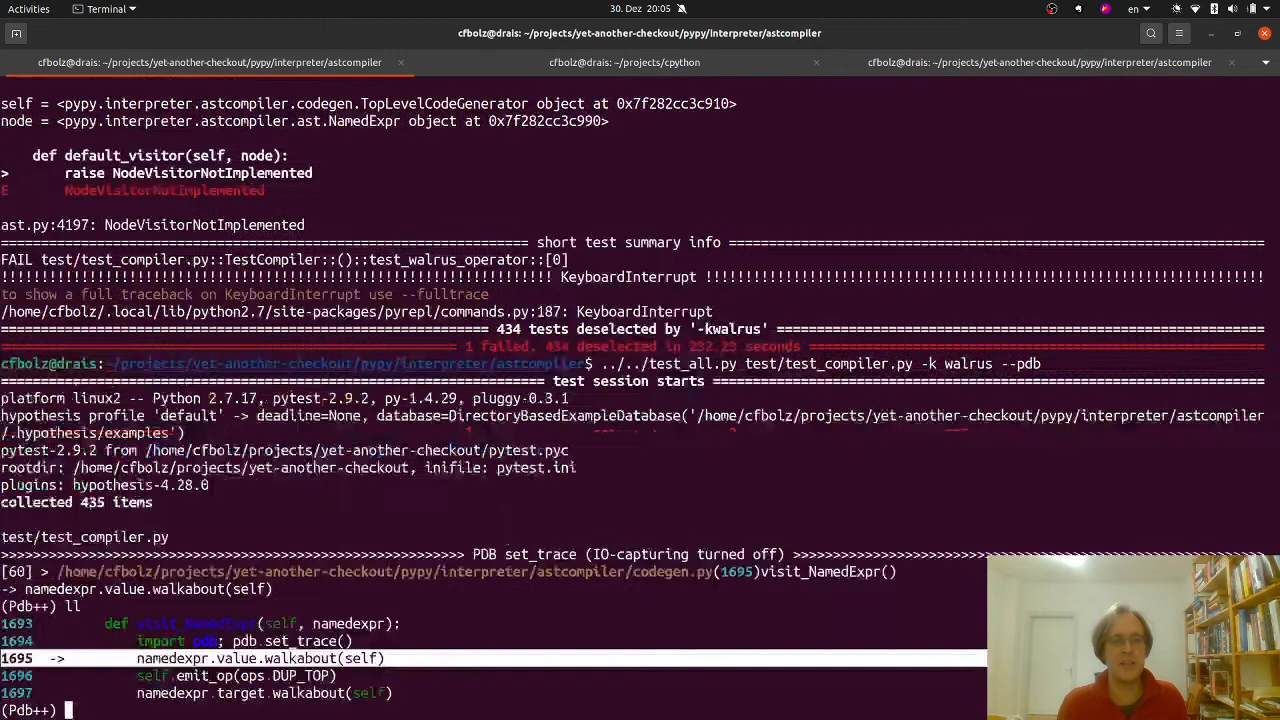 Activities
Terminal
30. Dez 20:05
en
cfbolz@drais: ~/projects/yet-another-checkout/pypy/interpreter/astcompiler
cfbolz@drais: ~/projects/yet-another-checkout/pypy/interpreter/astcompiler
cfbolz@drais: ~/projects/cpython
cfbolz@drais: ~/projects/yet-another-checkout/pypy/interpreter/astcompiler
self = <pypy.interpreter.astcompiler.codegen.TopLevelCodeGenerator object at 0x7f282cc3c910>
node = <pypy.interpreter.astcompiler.ast.NamedExpr object at 0x7f282cc3c990>
def default_visitor(self, node):
> raise NodeVisitorNotImplemented
E NodeVisitorNotImplemented
ast.py:4197: NodeVisitorNotImplemented
short test summary info
FAIL test/test_compiler.py::TestCompiler::()::test_walrus_operator::[0]
!!!!!!!!!!!!!!!!!!!!!!!!!!!!!!!!!!!!!!!!!!!!!!!!!!!!!!!!!!!!!!!!!!!!! KeyboardInterrupt !!!!!!!!!!!!!!!!!!!!!!!!!!!!!!!!!!!!!!!!!!!!!!!!!!!!!!!!!!!!!!!!!!!!!
to show a full traceback on KeyboardInterrupt use --fulltrace
/home/cfbolz/.local/lib/python2.7/site-packages/pyrepl/commands.py:187: KeyboardInterrupt
434 tests deselected by '-kwalrus'
1 failed, 434 deselected in 232.23 seconds
cfbolz@drais:~/projects/yet-another-checkout/pypy/interpreter/astcompiler$ ../../test_all.py test/test_compiler.py -k walrus --pdb
test session starts
platform linux2 -- Python 2.7.17, pytest-2.9.2, py-1.4.29, pluggy-0.3.1
hypothesis profile 'default' -> deadline=None, database=DirectoryBasedExampleDatabase('/home/cfbolz/projects/yet-another-checkout/pypy/interpreter
/.hypothesis/examples')
pytest-2.9.2 from /home/cfbolz/projects/yet-another-checkout/pytest.pyc
rootdir: /home/cfbolz/projects/yet-another-checkout, inifile: pytest.ini
plugins: hypothesis-4.28.0
collected 435 items
test/test_compiler.py
>>>>>>>>>>>>>>>>>>>>>>>>>>>>>>>>>>>>>>>>>>>>>>>>>>>>>>>>>> PDB set_trace (IO-capturing turned off) >>>>>>>>>>>>>>>>>>>>>>>>>>>>>>>>>>>>>>>>>>>>>>>>>>>>>>>>>>
[60] > /home/cfbolz/projects/yet-another-checkout/pypy/interpreter/astcompiler/codegen.py(1695)visit_NamedExpr()
-> namedexpr.value.walkabout(self)
(Pdb++) ll
1693 def visit_NamedExpr(self, namedexpr):
1694 import pdb; pdb.set_trace()
1695 -> namedexpr.value.walkabout(self)
1696 self.emit_op(ops.DUP_TOP)
1697 namedexpr.target.walkabout(self)
(Pdb++)